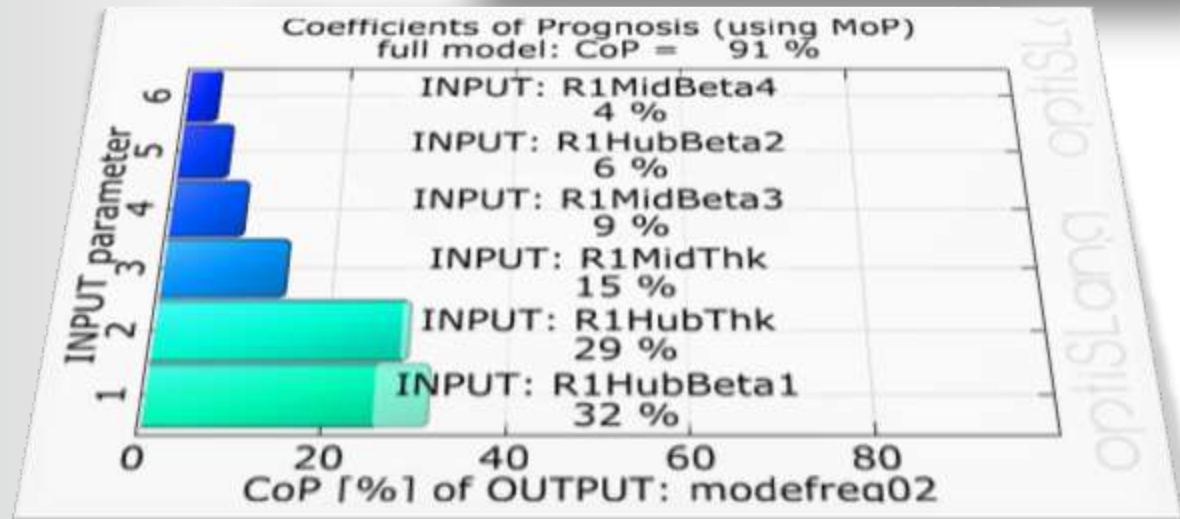 Coefficients of Prognosis (using MoP)
full model: CoP = 91 %
INPUT: R1MidBeta4
4 %
INPUT: R1HubBeta2
6 %
INPUT: R1MidBeta3
9 %
INPUT: R1MidThk
15 %
INPUT: R1HubThk
29 %
INPUT: R1HubBeta1
32 %
INPUT parameter
6
5
4
3
2
1
0 20 40 60 80
CoP [%] of OUTPUT: modefreq02
optiSLang